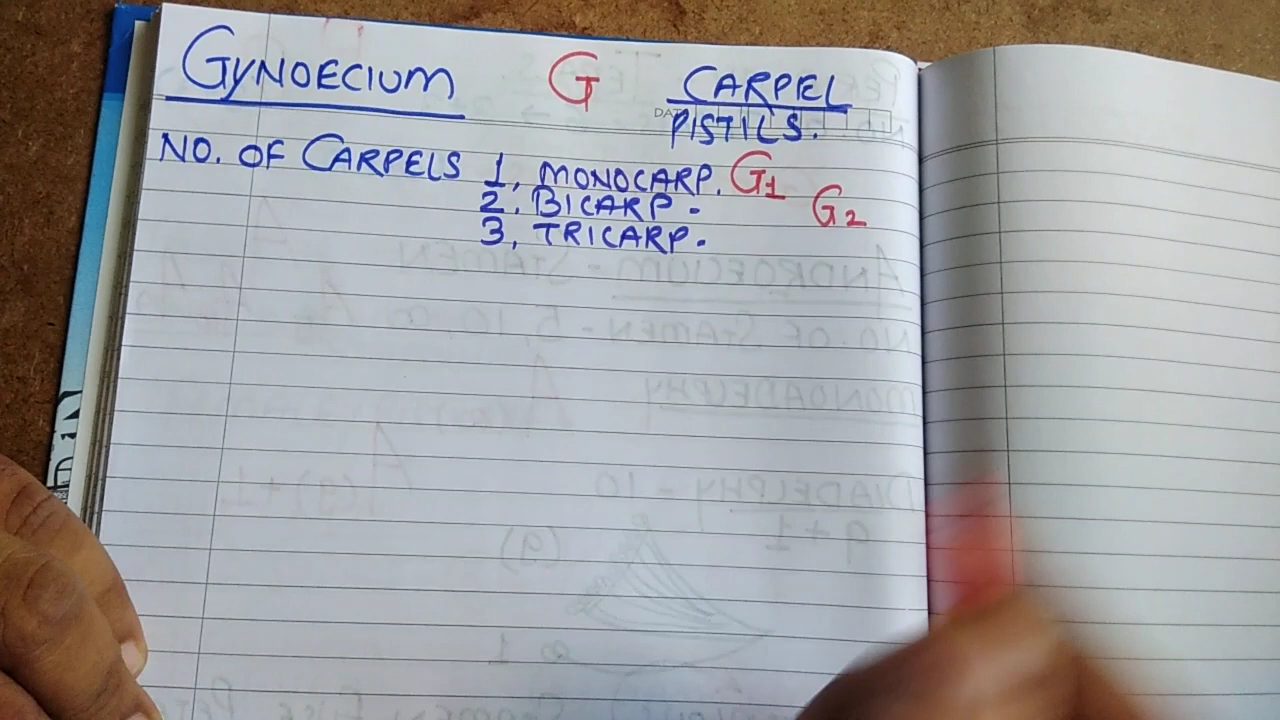 GYNOECIUM G CARPEL
PISTILS.
NO. OF CARPELS 1, MONOCARP. G1
2, BICARP - G2
3, TRICARP.